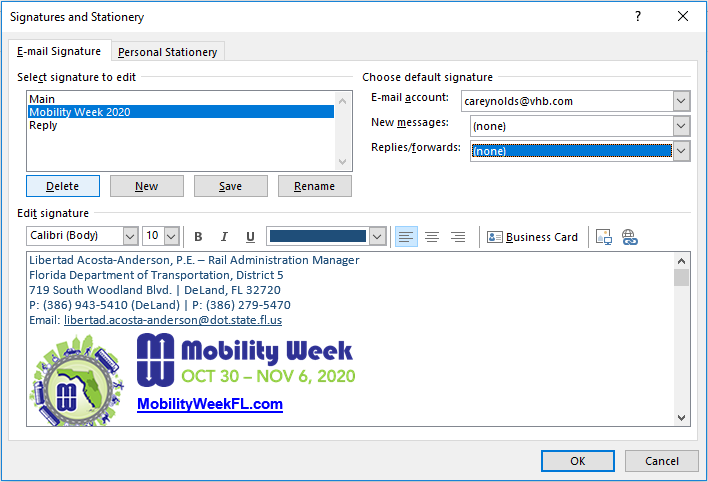 Signatures and Stationery
?
E-mail Signature
Personal Stationery
Select signature to edit
Main
Mobility Week 2020
Reply
Delete
New
Save
Rename
Choose default signature
E-mail account:
careynolds@vhb.com
New messages:
(none)
Replies/forwards:
(none)
Edit signature
Calibri (Body)
10
B I U
Business Card
Libertad Acosta-Anderson, P.E. – Rail Administration Manager
Florida Department of Transportation, District 5
719 South Woodland Blvd. | DeLand, FL 32720
P: (386) 943-5410 (DeLand) | P: (386) 279-5470
Email: libertad.acosta-anderson@dot.state.fl.us
Mobility Week
OCT 30 – NOV 6, 2020
MobilityWeekFL.com
OK
Cancel